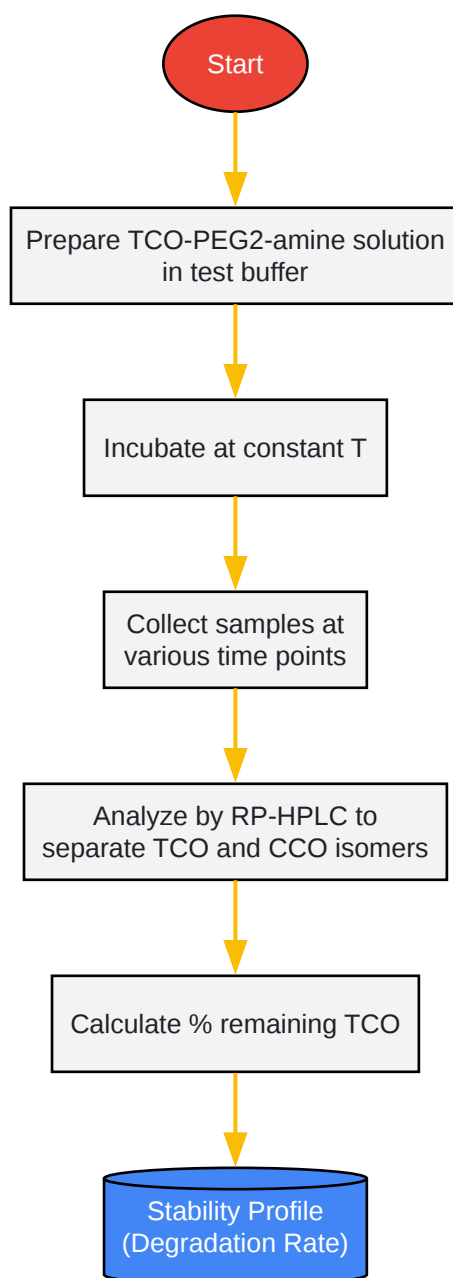 Start
Prepare TCO-PEG2-amine solution
in test buffer
Incubate at constant T
Collect samples at
various time points
Analyze by RP-HPLC to
separate TCO and CCO isomers
Calculate % remaining TCO
Stability Profile
(Degradation Rate)